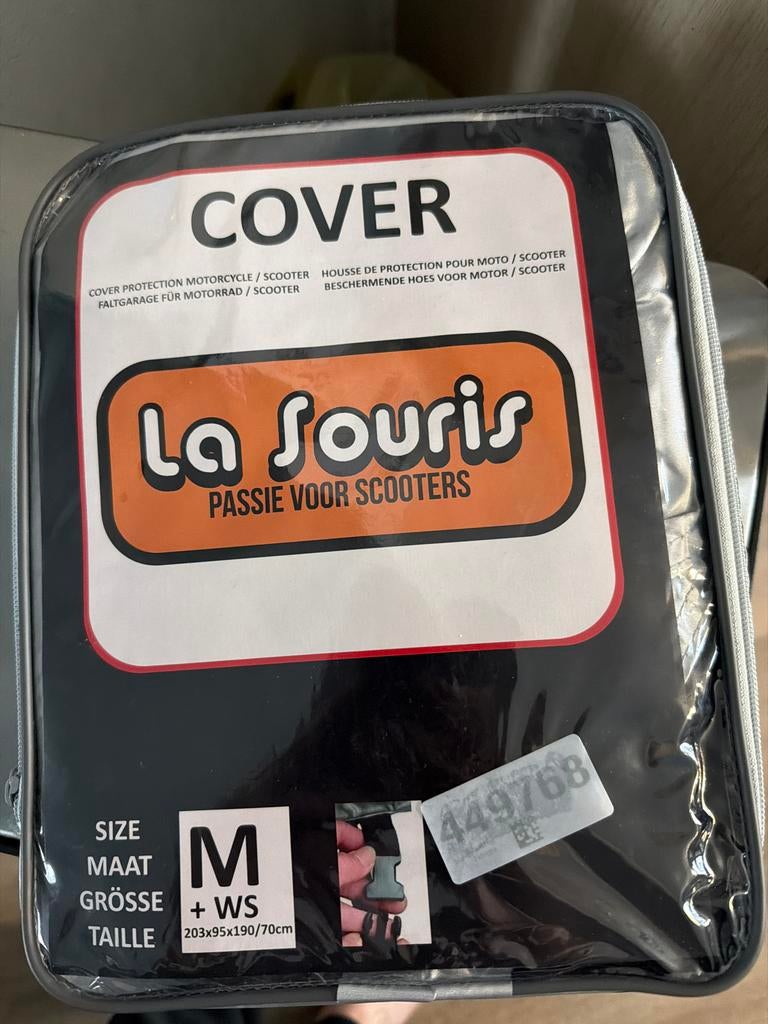 COVER
COVER PROTECTION MOTORCYCLE / SCOOTER
FALTGARAGE FÜR MOTORRAD / SCOOTER
HOUSSE DE PROTECTION POUR MOTO / SCOOTER
BESCHERMENDE HOES VOOR MOTOR / SCOOTER
La Souris
PASSIE VOOR SCOOTERS
SIZE
MAAT
GRÖSSE
TAILLE
M
+ WS
203x95x190/70cm
449768